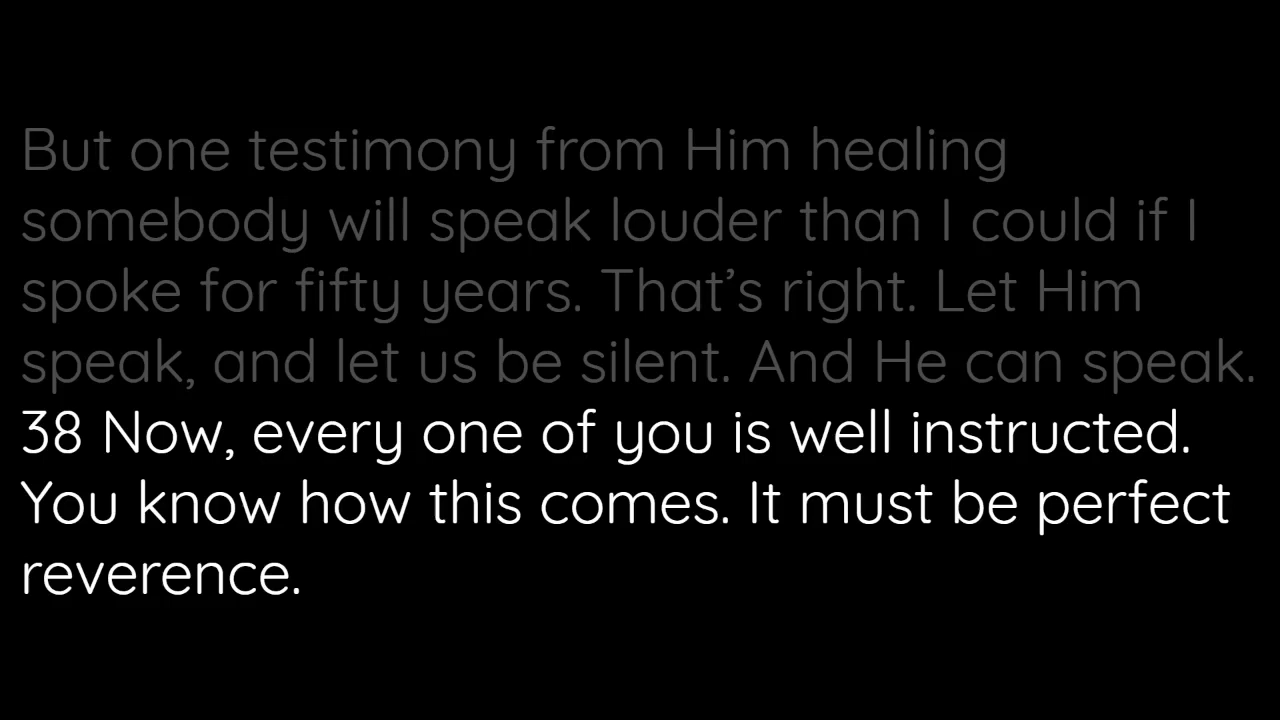 But one testimony from Him healing
somebody will speak louder than I could if I
spoke for fifty years. That’s right. Let Him
speak, and let us be silent. And He can speak.
38 Now, every one of you is well instructed.
You know how this comes. It must be perfect
reverence.